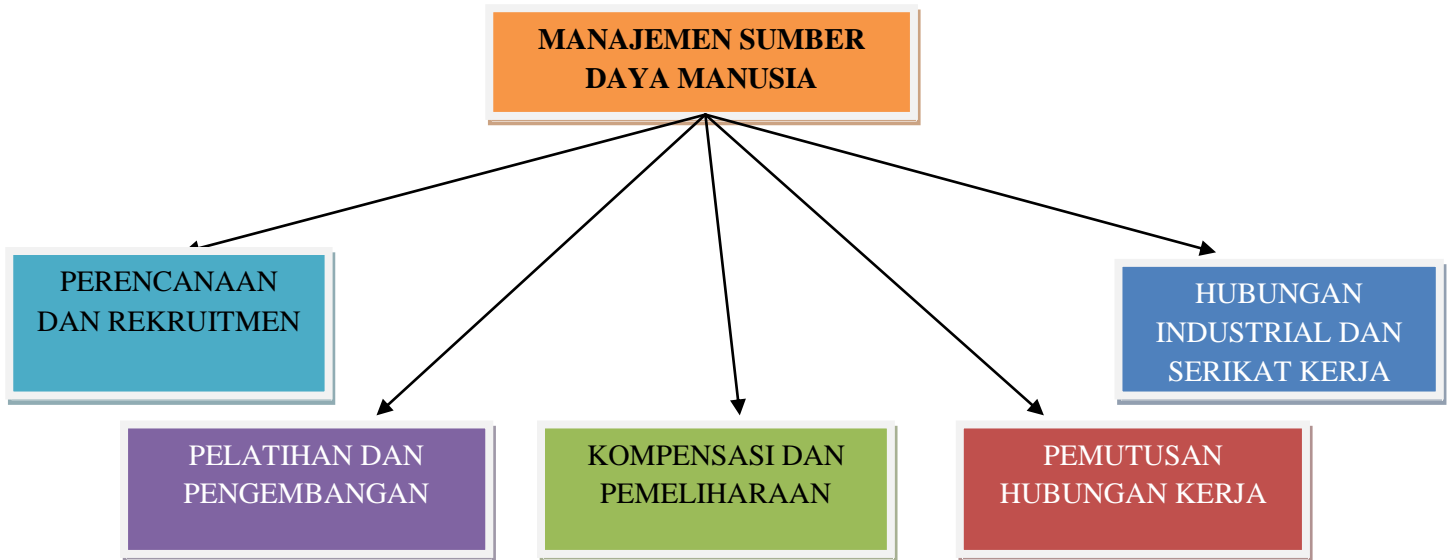 MANAJEMEN SUMBER
DAYA MANUSIA
PERENCANAAN
DAN REKRUITMEN
HUBUNGAN
INDUSTRIAL DAN
SERIKAT KERJA
PELATIHAN DAN
PENGEMBANGAN
KOMPENSASI DAN
PEMELIHARAAN
PEMUTUSAN
HUBUNGAN KERJA